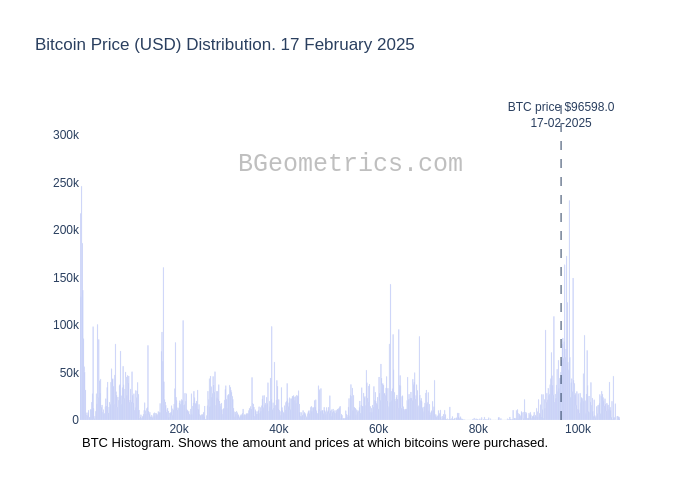 Bitcoin Price (USD) Distribution. 17 February 2025
BTC price $96598.0
17-02-2025
300k
BGeometrics.com
250k
200k
150k
100k
50k
0
20k 40k 60k 80k 100k
BTC Histogram. Shows the amount and prices at which bitcoins were purchased.